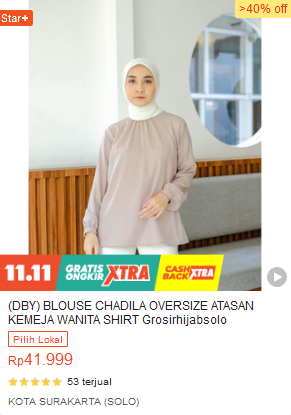 Star+
>40% off
11.11
GRATIS
ONGKIR XTRA
CASH
BACK XTRA
(DBY) BLOUSE CHADILA OVERSIZE ATASAN
KEMEJA WANITA SHIRT Grosirhijabsolo
Pilih Lokal
Rp41.999
53 terjual
KOTA SURAKARTA (SOLO)